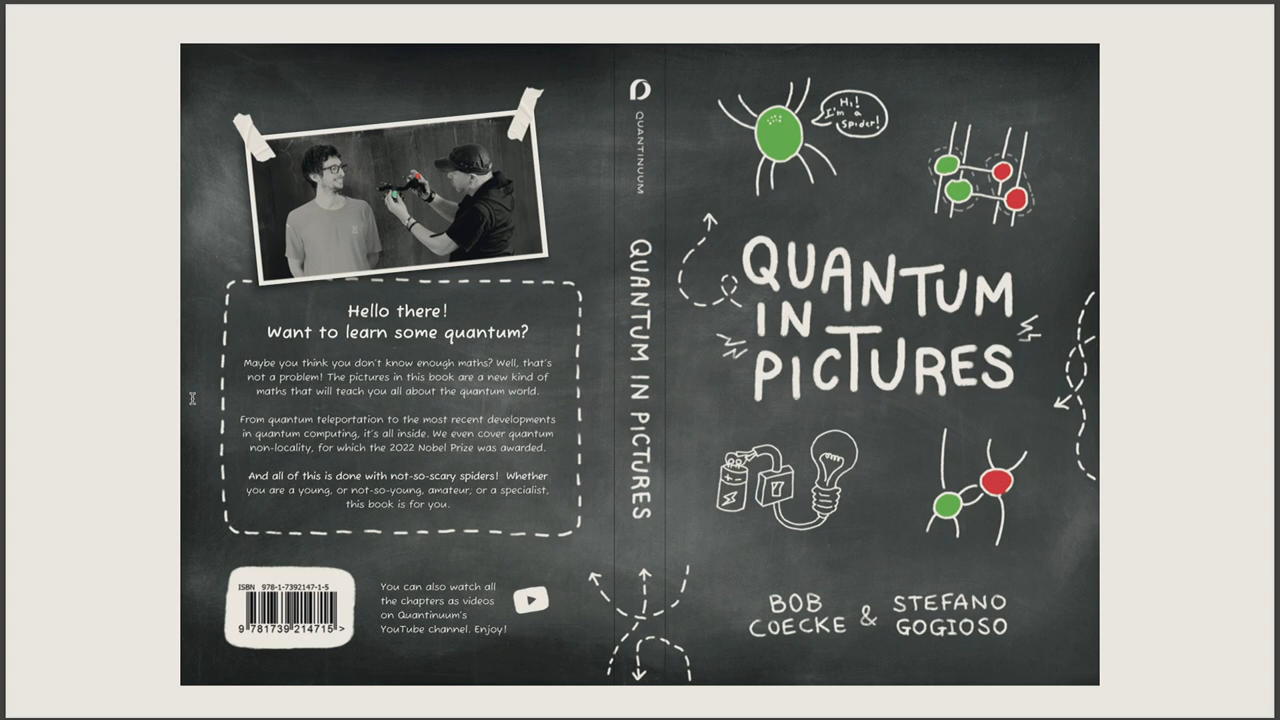 Hello there!
Want to learn some quantum?
Maybe you think you don't know enough maths? Well, that's
not a problem! The pictures in this book are a new kind of
maths that will teach you all about the quantum world.
From quantum teleportation to the most recent developments
in quantum computing, it's all inside. We even cover quantum
non-locality, for which the 2022 Nobel Prize was awarded.
And all of this is done with not-so-scary spiders! Whether
you are a young, or not-so-young, amateur, or a specialist,
this book is for you.
ISBN 978-1-7392147-1-5
9 781739 214715 >
You can also watch all
the chapters as videos
on Quantinuum's
YouTube channel. Enjoy!
QUANTINUUM
QUANTUM IN PICTURES
Hi!
I'm a
Spider!
QUANTUM
IN
PICTURES
BOB
COECKE
&
STEFANO
GOGIOSO